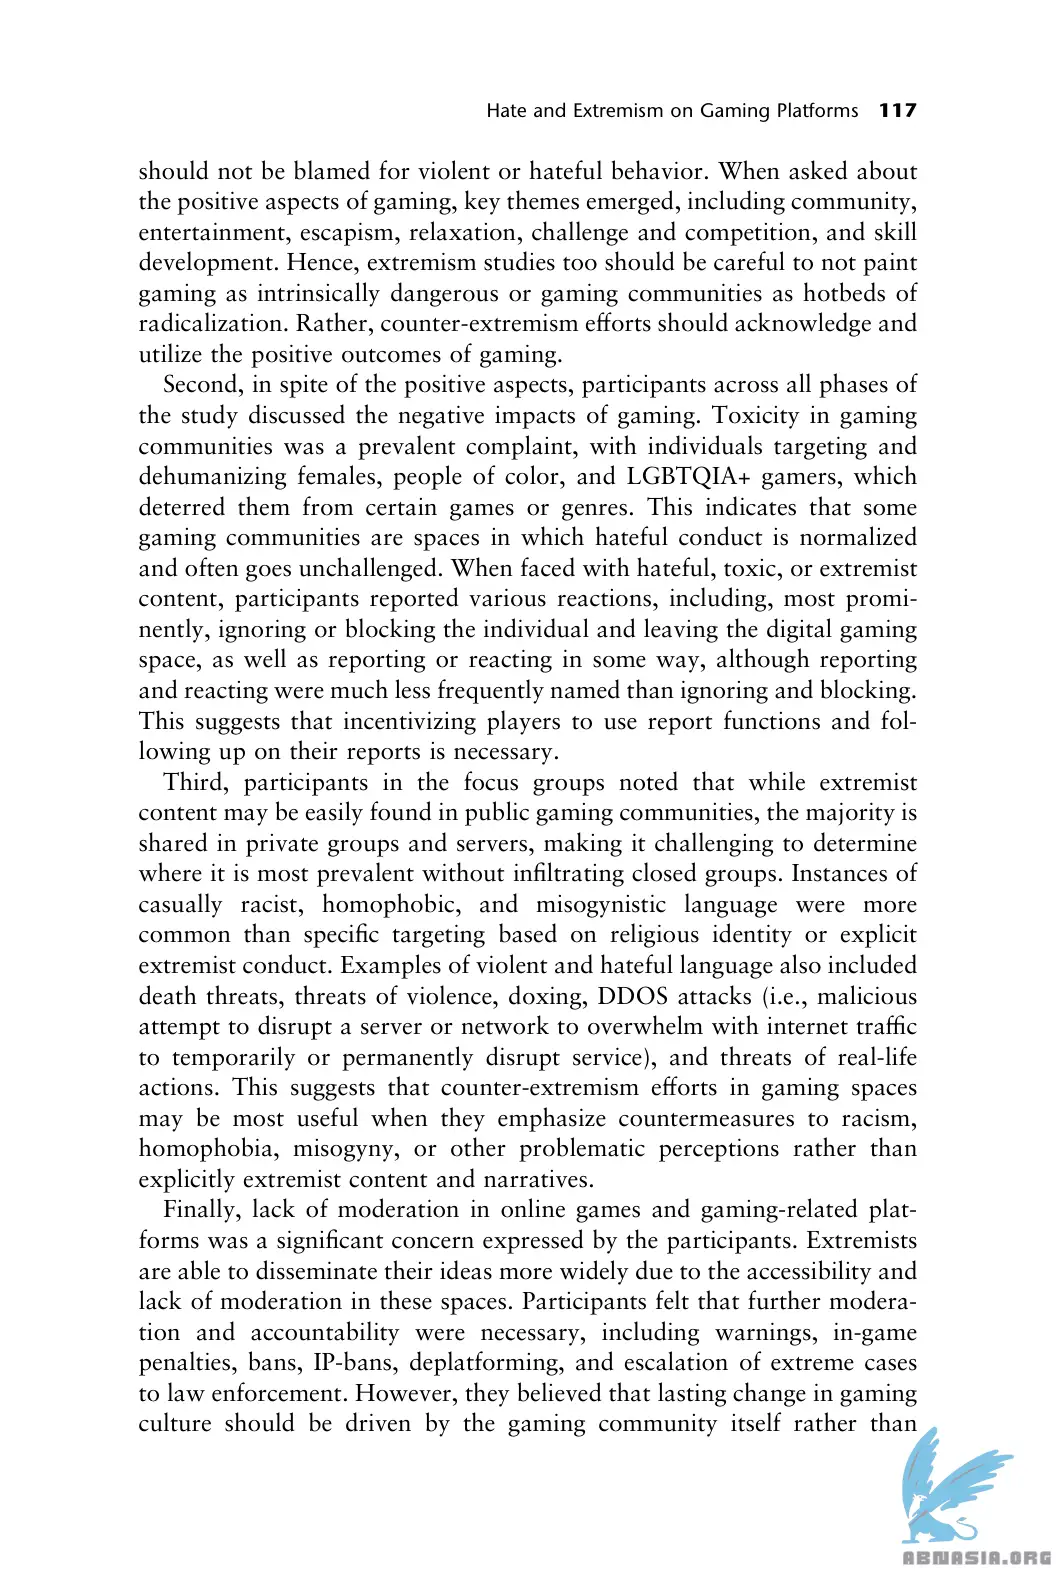 Hate and Extremism on Gaming Platforms 117
should not be blamed for violent or hateful behavior. When asked about
the positive aspects of gaming, key themes emerged, including community,
entertainment, escapism, relaxation, challenge and competition, and skill
development. Hence, extremism studies too should be careful to not paint
gaming as intrinsically dangerous or gaming communities as hotbeds of
radicalization. Rather, counter-extremism efforts should acknowledge and
utilize the positive outcomes of gaming.
Second, in spite of the positive aspects, participants across all phases of
the study discussed the negative impacts of gaming. Toxicity in gaming
communities was a prevalent complaint, with individuals targeting and
dehumanizing females, people of color, and LGBTQIA+ gamers, which
deterred them from certain games or genres. This indicates that some
gaming communities are spaces in which hateful conduct is normalized
and often goes unchallenged. When faced with hateful, toxic, or extremist
content, participants reported various reactions, including, most promi-
nently, ignoring or blocking the individual and leaving the digital gaming
space, as well as reporting or reacting in some way, although reporting
and reacting were much less frequently named than ignoring and blocking.
This suggests that incentivizing players to use report functions and fol-
lowing up on their reports is necessary.
Third, participants in the focus groups noted that while extremist
content may be easily found in public gaming communities, the majority is
shared in private groups and servers, making it challenging to determine
where it is most prevalent without infiltrating closed groups. Instances of
casually racist, homophobic, and misogynistic language were more
common than specific targeting based on religious identity or explicit
extremist conduct. Examples of violent and hateful language also included
death threats, threats of violence, doxing, DDOS attacks (i.e., malicious
attempt to disrupt a server or network to overwhelm with internet traffic
to temporarily or permanently disrupt service), and threats of real-life
actions. This suggests that counter-extremism efforts in gaming spaces
may be most useful when they emphasize countermeasures to racism,
homophobia, misogyny, or other problematic perceptions rather than
explicitly extremist content and narratives.
Finally, lack of moderation in online games and gaming-related plat-
forms was a significant concern expressed by the participants. Extremists
are able to disseminate their ideas more widely due to the accessibility and
lack of moderation in these spaces. Participants felt that further modera-
tion and accountability were necessary, including warnings, in-game
penalties, bans, IP-bans, deplatforming, and escalation of extreme cases
to law enforcement. However, they believed that lasting change in gaming
culture should be driven by the gaming community itself rather than
ABNASIA.ORG